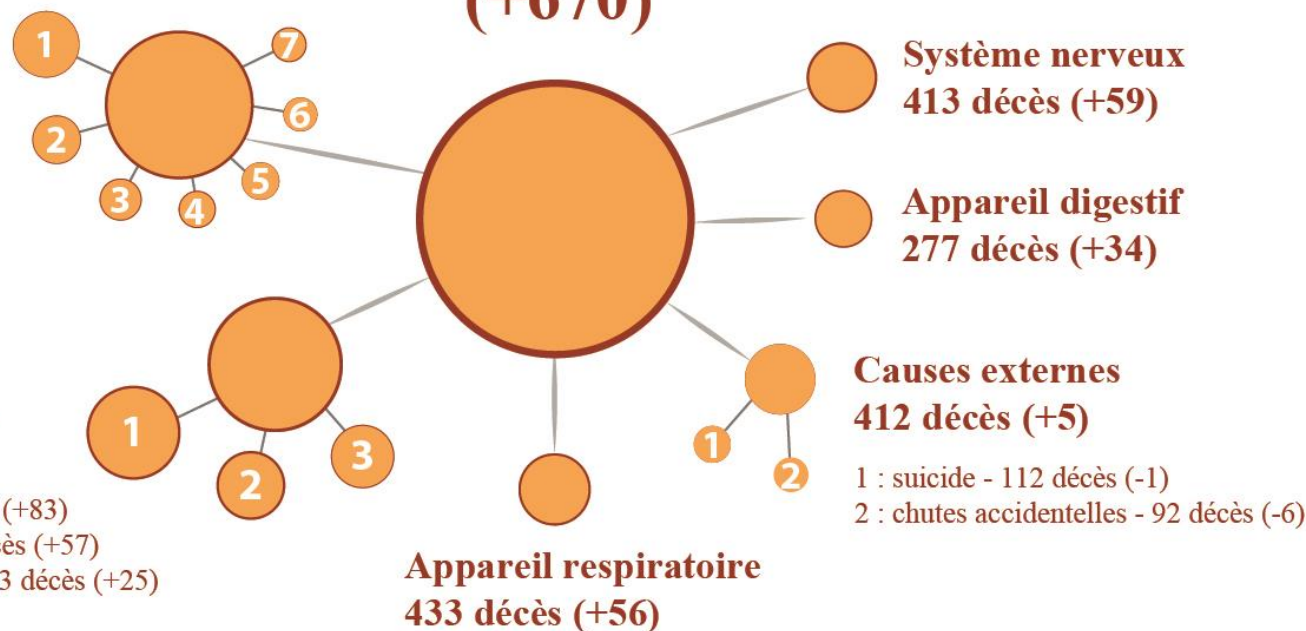 1
7
2
6
3
4
5
Système nerveux
413 décès (+59)
Appareil digestif
277 décès (+34)
Causes externes
412 décès (+5)
1
2
1 : suicide - 112 décès (-1)
2 : chutes accidentelles - 92 décès (-6)
1
2
3
(+83)
(+57)
décès (+25)
Appareil respiratoire
433 décès (+56)